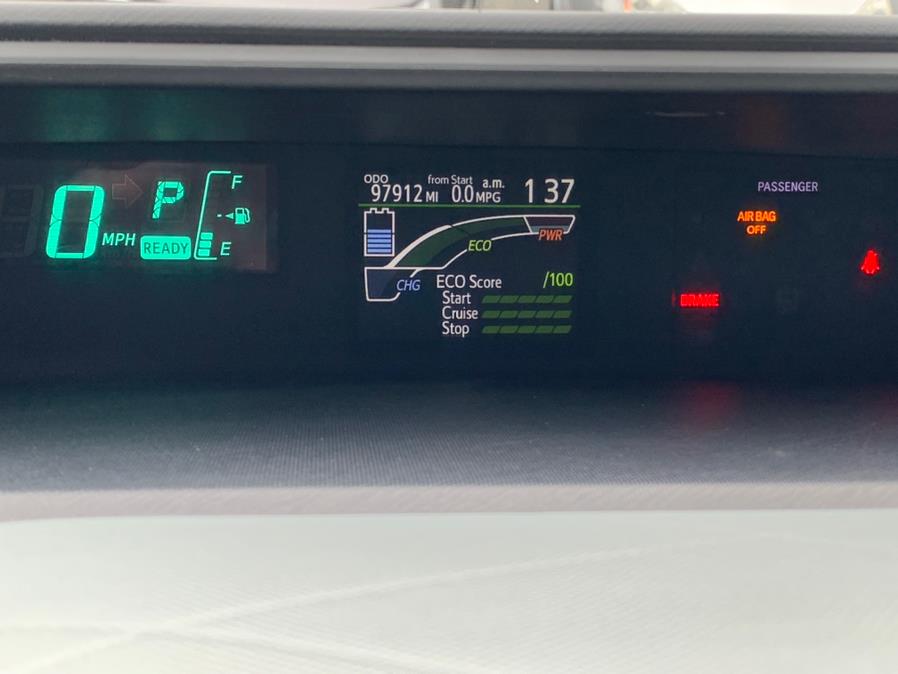 0 MPH
P
READY
F
E
ODO
97912 MI
from Start
0.0 MPG
a.m.
1 37
ECO
PWR
CHG
ECO Score /100
Start
Cruise
Stop
PASSENGER
AIR BAG
OFF
BRAKE